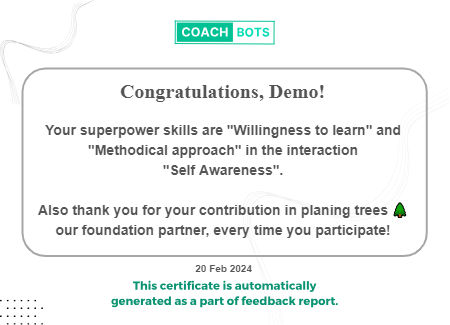 COACH BOTS
Congratulations, Demo!
Your superpower skills are "Willingness to learn" and
"Methodical approach" in the interaction
"Self Awareness".
Also thank you for your contribution in planing trees 🌲
our foundation partner, every time you participate!
20 Feb 2024
This certificate is automatically
generated as a part of feedback report.